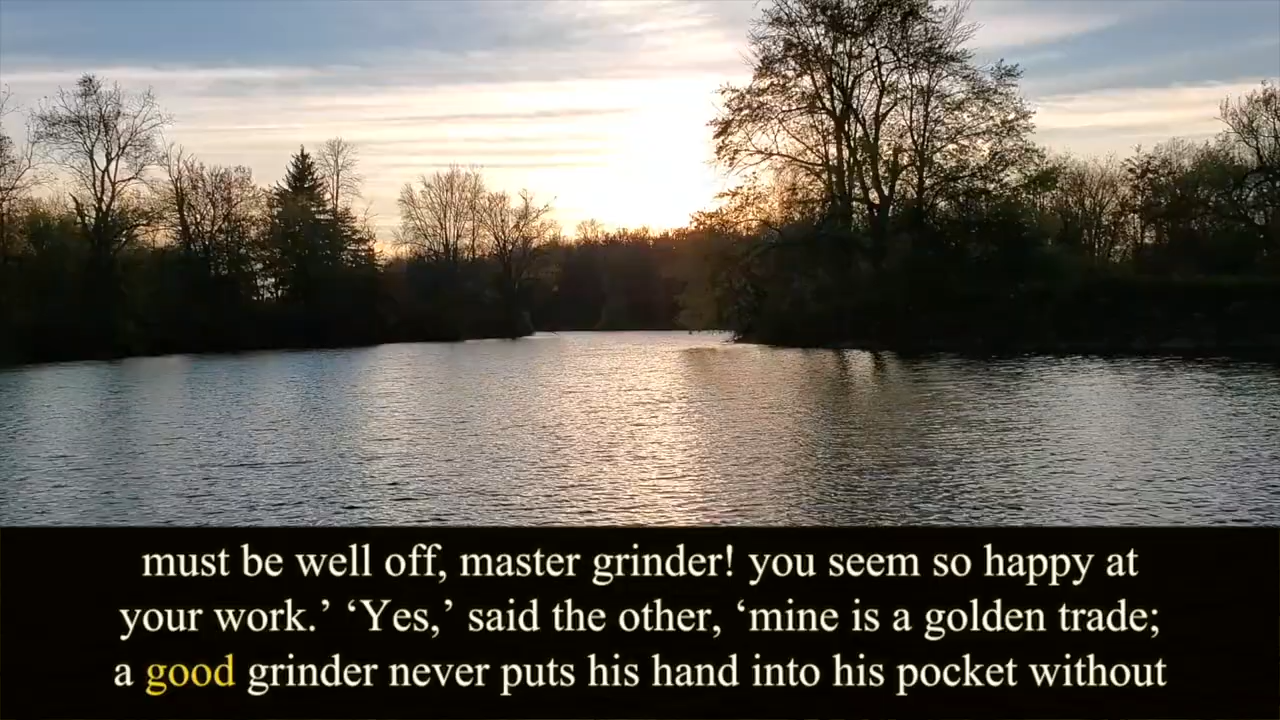 must be well off, master grinder! you seem so happy at
your work.’ ‘Yes,’ said the other, ‘mine is a golden trade;
a good grinder never puts his hand into his pocket without